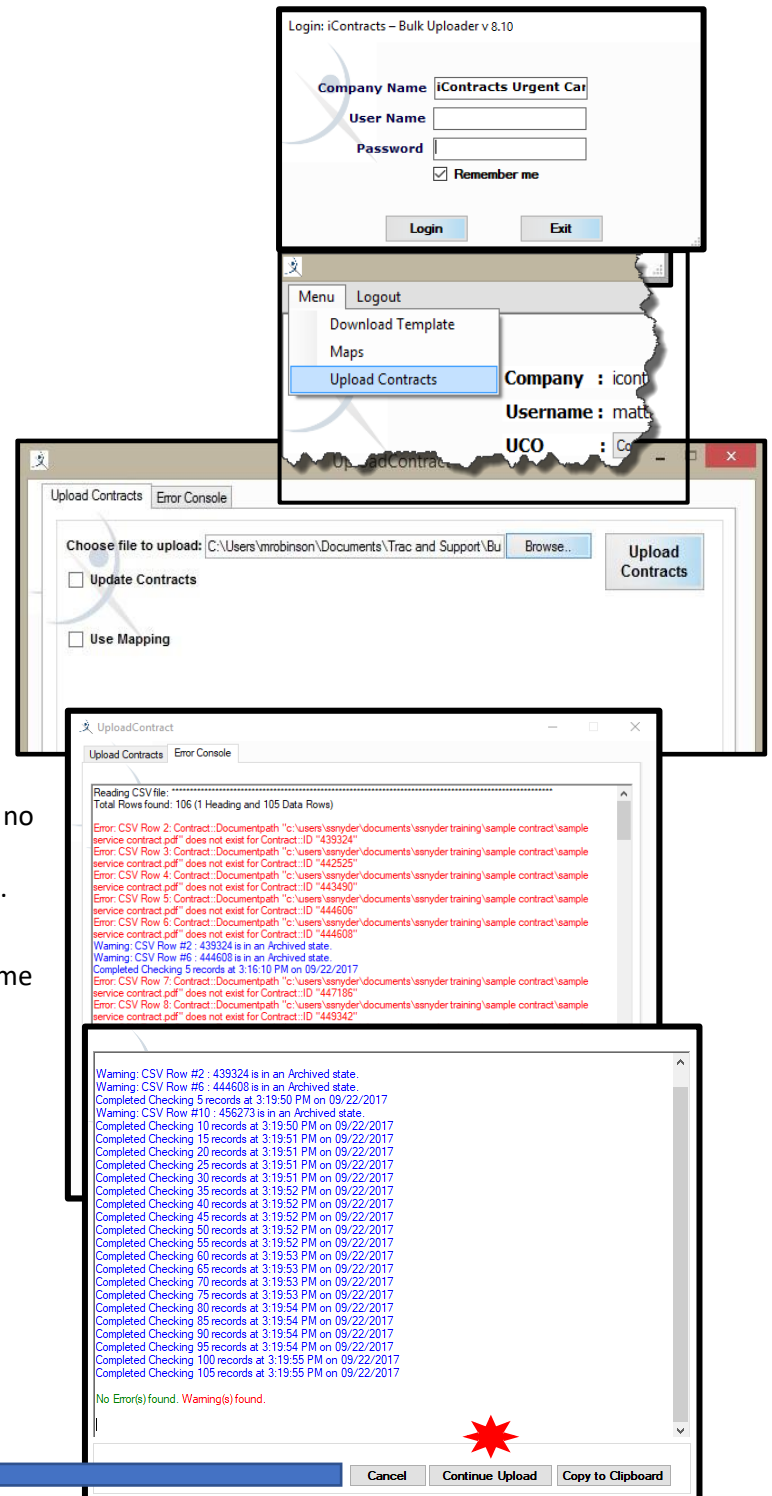 Login: iContracts – Bulk Uploader v 8.10
Company Name iContracts Urgent Car
User Name
Password
Remember me
Login Exit
Menu Logout
Download Template
Maps
Upload Contracts
Company : icont
Username : matt
UCO : Co
UploadContract
Upload Contracts Error Console
Choose file to upload: C:\Users\mrobinson\Documents\Trac and Support\Bu Browse.. Upload Contracts
Update Contracts
Use Mapping
no
.
me
UploadContract
Upload Contracts Error Console
Reading CSV file: ****************************************************************************************************
Total Rows found: 106 (1 Heading and 105 Data Rows)
Error: CSV Row 2: Contract::Documentpath "c:\users\ssnyder\documents\ssnyder training\sample contract\sample
service contract.pdf" does not exist for Contract::ID "439324"
Error: CSV Row 3: Contract::Documentpath "c:\users\ssnyder\documents\ssnyder training\sample contract\sample
service contract.pdf" does not exist for Contract::ID "442525"
Error: CSV Row 4: Contract::Documentpath "c:\users\ssnyder\documents\ssnyder training\sample contract\sample
service contract.pdf" does not exist for Contract::ID "443490"
Error: CSV Row 5: Contract::Documentpath "c:\users\ssnyder\documents\ssnyder training\sample contract\sample
service contract.pdf" does not exist for Contract::ID "444606"
Error: CSV Row 6: Contract::Documentpath "c:\users\ssnyder\documents\ssnyder training\sample contract\sample
service contract.pdf" does not exist for Contract::ID "444608"
Warning: CSV Row #2 : 439324 is in an Archived state.
Warning: CSV Row #6 : 444608 is in an Archived state.
Completed Checking 5 records at 3:16:10 PM on 09/22/2017
Error: CSV Row 7: Contract::Documentpath "c:\users\ssnyder\documents\ssnyder training\sample contract\sample
service contract.pdf" does not exist for Contract::ID "447186"
Error: CSV Row 8: Contract::Documentpath "c:\users\ssnyder\documents\ssnyder training\sample contract\sample
service contract.pdf" does not exist for Contract::ID "449342"
Warning: CSV Row #2 : 439324 is in an Archived state.
Warning: CSV Row #6 : 444608 is in an Archived state.
Completed Checking 5 records at 3:19:50 PM on 09/22/2017
Warning: CSV Row #10 : 456273 is in an Archived state.
Completed Checking 10 records at 3:19:50 PM on 09/22/2017
Completed Checking 15 records at 3:19:51 PM on 09/22/2017
Completed Checking 20 records at 3:19:51 PM on 09/22/2017
Completed Checking 25 records at 3:19:51 PM on 09/22/2017
Completed Checking 30 records at 3:19:51 PM on 09/22/2017
Completed Checking 35 records at 3:19:52 PM on 09/22/2017
Completed Checking 40 records at 3:19:52 PM on 09/22/2017
Completed Checking 45 records at 3:19:52 PM on 09/22/2017
Completed Checking 50 records at 3:19:52 PM on 09/22/2017
Completed Checking 55 records at 3:19:52 PM on 09/22/2017
Completed Checking 60 records at 3:19:53 PM on 09/22/2017
Completed Checking 65 records at 3:19:53 PM on 09/22/2017
Completed Checking 70 records at 3:19:53 PM on 09/22/2017
Completed Checking 75 records at 3:19:53 PM on 09/22/2017
Completed Checking 80 records at 3:19:54 PM on 09/22/2017
Completed Checking 85 records at 3:19:54 PM on 09/22/2017
Completed Checking 90 records at 3:19:54 PM on 09/22/2017
Completed Checking 95 records at 3:19:54 PM on 09/22/2017
Completed Checking 100 records at 3:19:55 PM on 09/22/2017
Completed Checking 105 records at 3:19:55 PM on 09/22/2017
No Error(s) found. Warning(s) found.
Cancel Continue Upload Copy to Clipboard